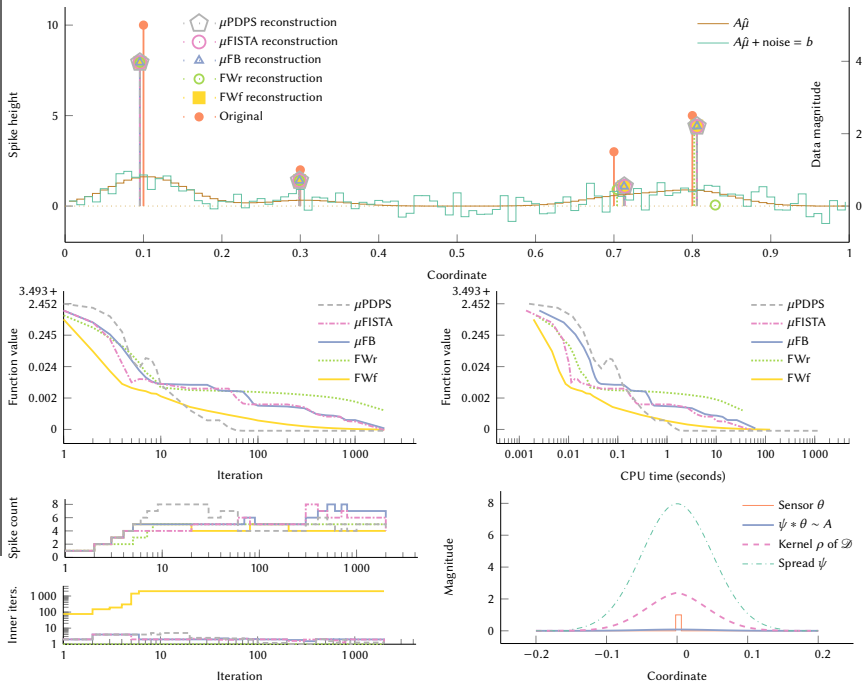 10
5
0
Spike height
μPDPS reconstruction
μFISTA reconstruction
μFB reconstruction
FWr reconstruction
FWf reconstruction
Original
Aμ̂
Aμ̂ + noise = b
4
2
0
Data magnitude
0 0.1 0.2 0.3 0.4 0.5 0.6 0.7 0.8 0.9 1
Coordinate
3.493 +
2.452
0.245
0.024
0.002
0
Function value
μPDPS
μFISTA
μFB
FWr
FWf
1 10 100 1 000
Iteration
3.493 +
2.452
0.245
0.024
0.002
0
Function value
μPDPS
μFISTA
μFB
FWr
FWf
0.001 0.01 0.1 1 10 100 1 000
CPU time (seconds)
8
6
4
2
0
Spike count
1 10 100 1 000
1 000
100
10
1
Inner iters.
1 10 100 1 000
Iteration
8
6
4
2
0
Magnitude
Sensor θ
ψ ∗ θ ∼ A
Kernel ρ of 𝒟
Spread ψ
−0.2 −0.1 0 0.1 0.2
Coordinate